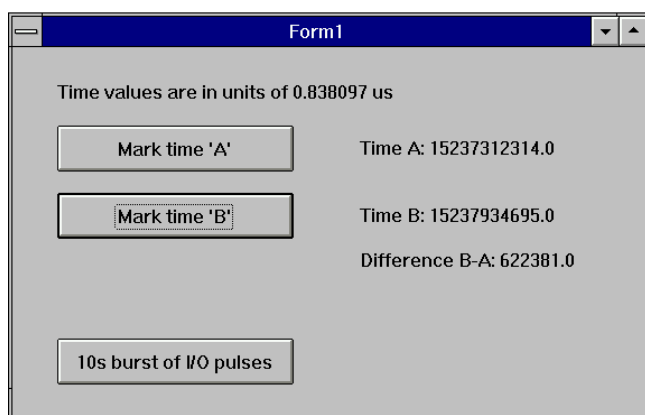 Form1
Time values are in units of 0.838097 us
Mark time 'A'
Time A: 15237312314.0
Mark time 'B'
Time B: 15237934695.0
Difference B-A: 622381.0
10s burst of I/O pulses